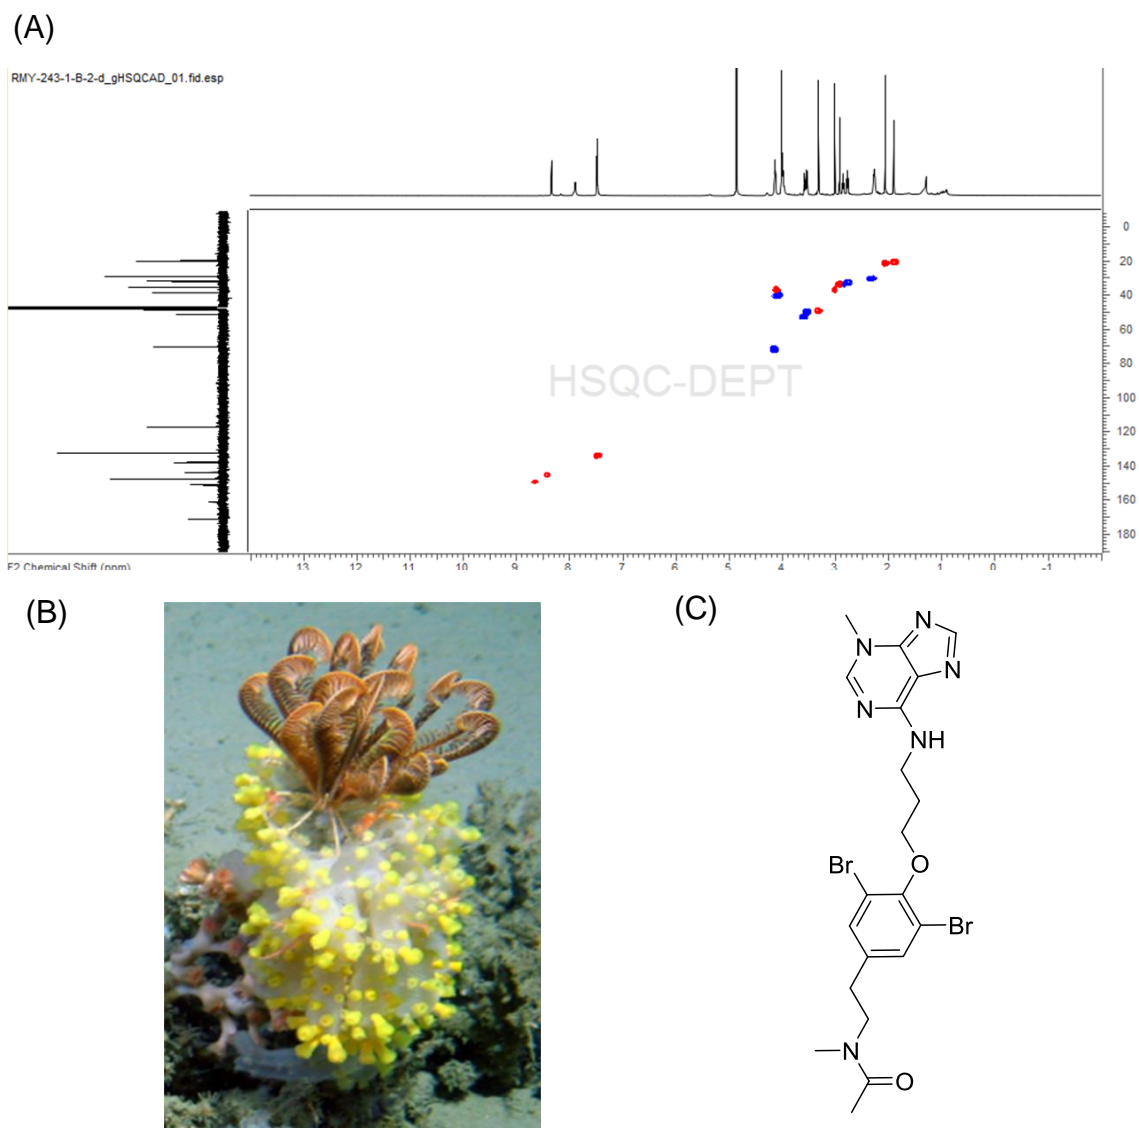 (A)
RMY-243-1-B-2-d_gHSQCAD_01.fid.esp
0
20
40
60
80
HSQC-DEPT
100
120
140
160
180
13 12 11 10 9 8 7 6 5 4 3 2 1 0 -1
F2 Chemical Shift (ppm)
(B)
(C)
N
N
N
N
NH
O
Br
Br
N
O